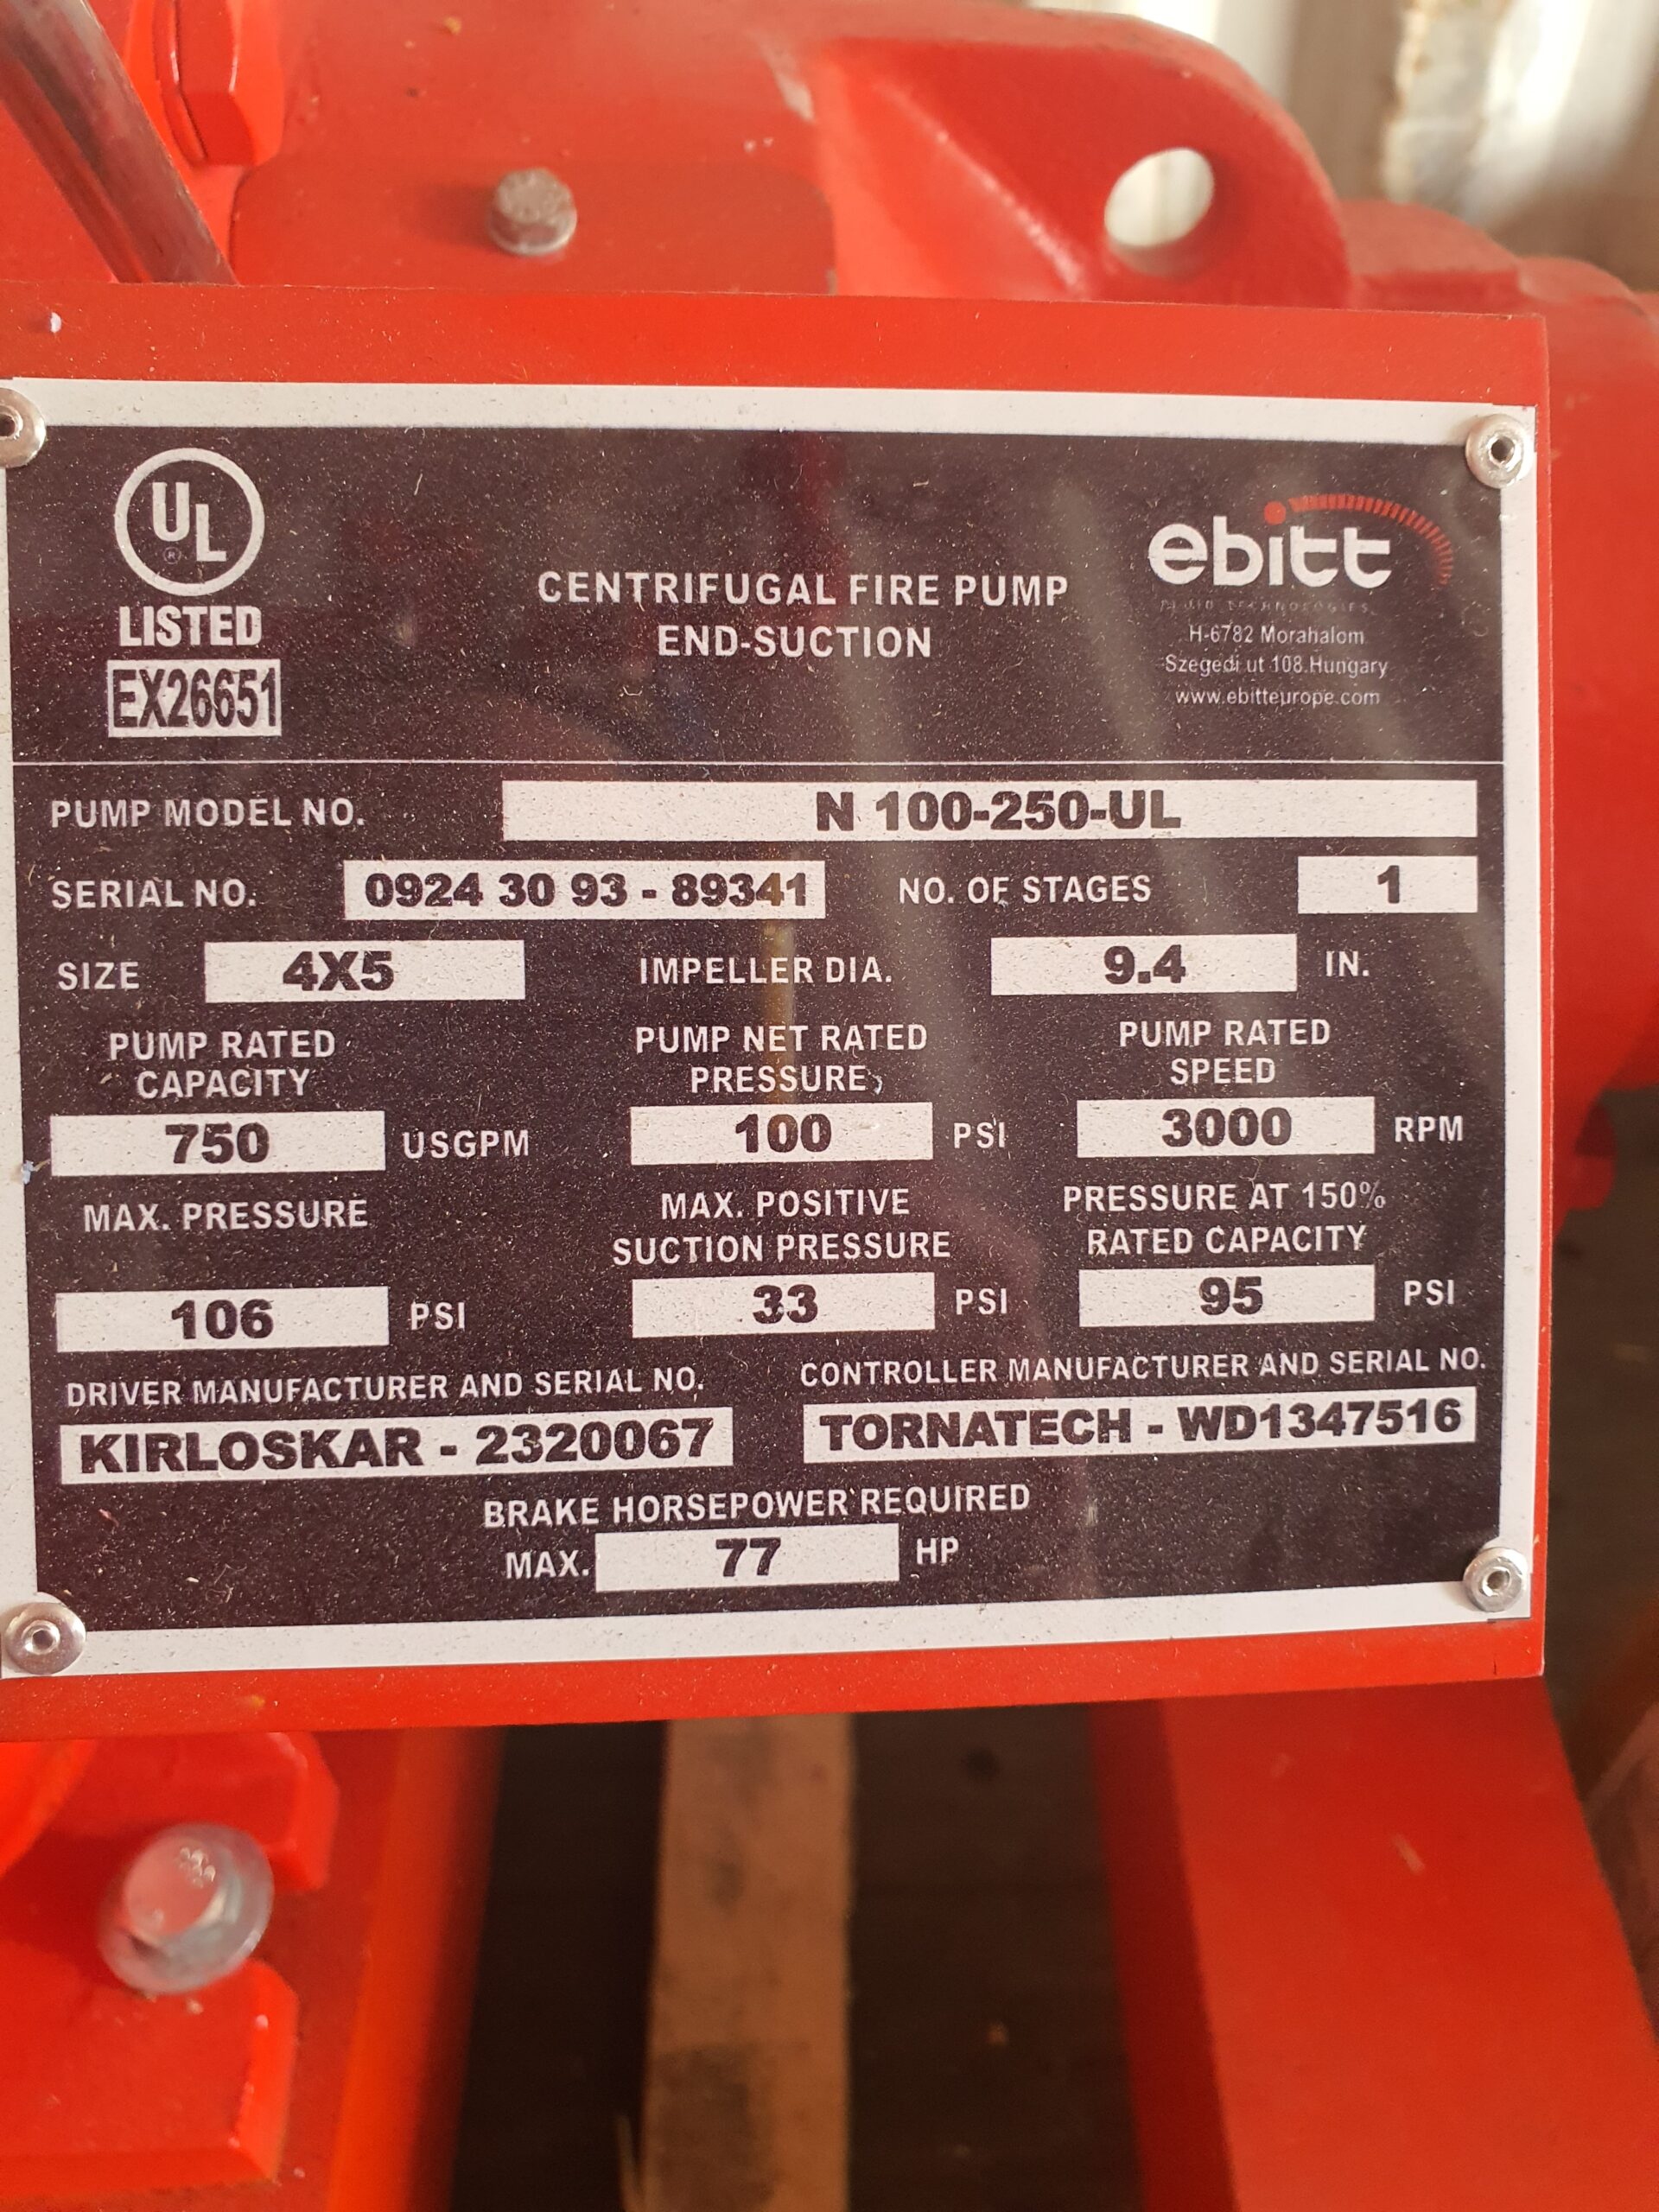 UL
®
LISTED
EX26651
CENTRIFUGAL FIRE PUMP
END-SUCTION
ebitt
FLUID TECHNOLOGIES
H-6782 Morahalom
Szegedi ut 108.Hungary
www.ebitteurope.com
PUMP MODEL NO. N 100-250-UL
SERIAL NO. 0924 30 93 - 89341 NO. OF STAGES 1
SIZE 4X5 IMPELLER DIA. 9.4 IN.
PUMP RATED CAPACITY
750 USGPM
PUMP NET RATED PRESSURE
100 PSI
PUMP RATED SPEED
3000 RPM
MAX. PRESSURE
106 PSI
MAX. POSITIVE SUCTION PRESSURE
33 PSI
PRESSURE AT 150% RATED CAPACITY
95 PSI
DRIVER MANUFACTURER AND SERIAL NO.
KIRLOSKAR - 2320067
CONTROLLER MANUFACTURER AND SERIAL NO.
TORNATECH - WD1347516
BRAKE HORSEPOWER REQUIRED
MAX. 77 HP